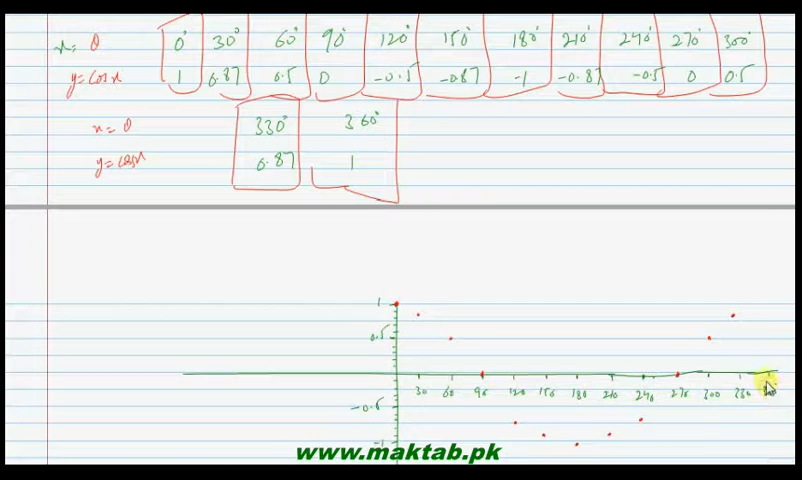 x= θ 0° 30° 60° 90° 120° 150° 180° 210° 240° 270° 300°
y=cosx 1 0.87 0.5 0 -0.5 -0.87 -1 -0.87 -0.5 0 0.5
x= θ 330° 360°
y=cosx 0.87 1
1
0.5
30 60 90 120 150 180 210 240 270 300 330
-0.5
-1
www.maktab.pk